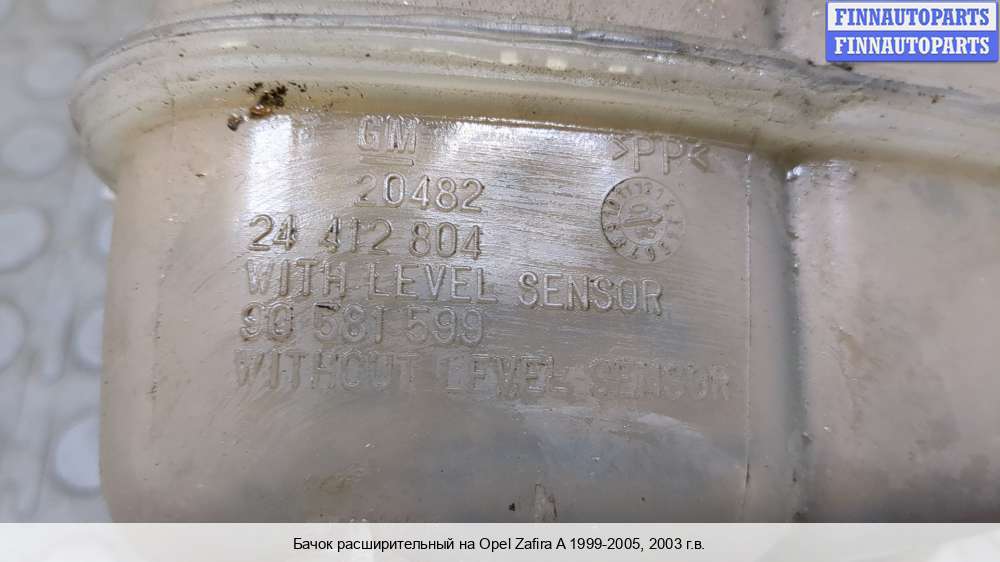 FINNAUTOPARTS
FINNAUTOPARTS
GM
>PP<
20482
24 412 804
WITH LEVEL SENSOR
90 581 599
WITHOUT LEVEL SENSOR
Бачок расширительный на Opel Zafira A 1999-2005, 2003 г.в.